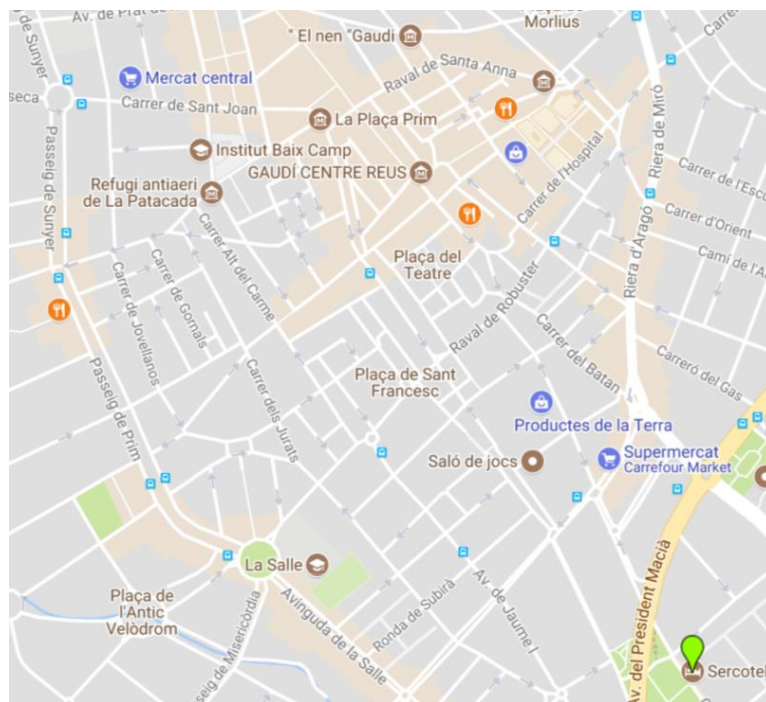 Av. de Prat de
Morlius
" El nen "Gaudi
Passeig de Sunyer
Mercat central
Raval de Santa Anna
Carrer de Sant Joan
La Plaça Prim
Riera de Miró
Institut Baix Camp
GAUDÍ CENTRE REUS
Carrer de l'Hospital
Carrer de l'Escu
Refugi antiaeri
de La Patacada
Passeig de Sunyer
Carrer d'Orient
Plaça del
Teatre
Riera d'Aragó
Camí de l'A
Carrer Alt del Carme
Carrer de Gornals
Carrer de Jovellanos
Raval de Robuster
Carrer del Batan
Carreró del Gas
Passeig de Prim
Plaça de Sant
Francesc
Carrer dels Jurats
Productes de la Terra
Saló de jocs
Supermercat
Carrefour Market
La Salle
Plaça de
l'Antic
Velòdrom
Avinguda de la Salle
Ronda de Subirà
Av. de Jaume I
Av. del President Macià
seig de Misericòrdia
Sercotel